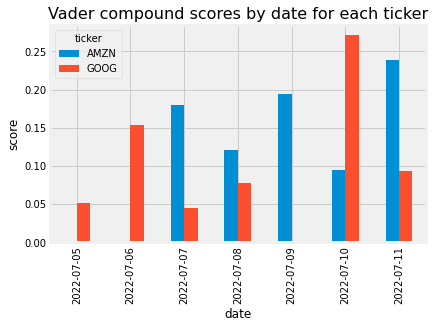 Vader compound scores by date for each ticker
ticker
AMZN
GOOG
score
0.25
0.20
0.15
0.10
0.05
0.00
2022-07-05
2022-07-06
2022-07-07
2022-07-08
2022-07-09
2022-07-10
2022-07-11
date